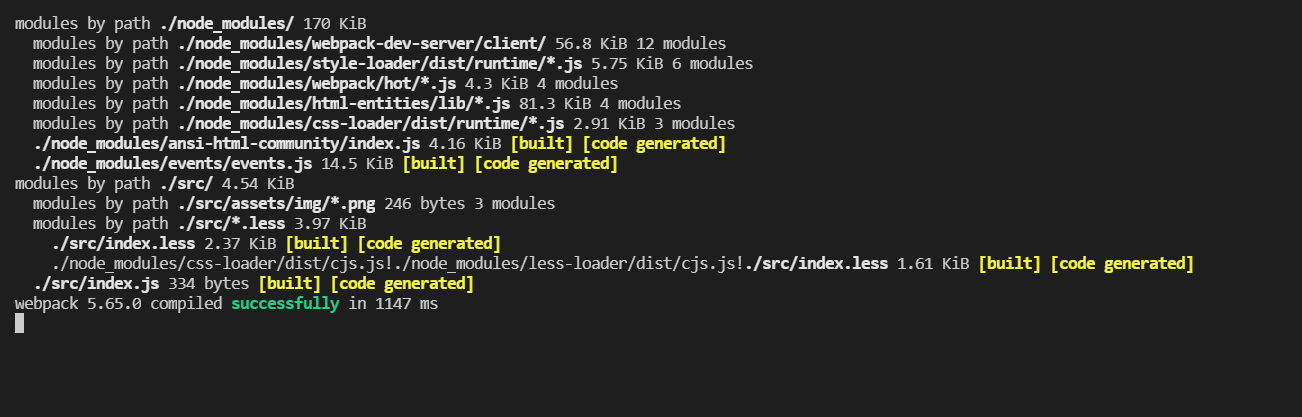 modules by path ./node_modules/ 170 KiB
modules by path ./node_modules/webpack-dev-server/client/ 56.8 KiB 12 modules
modules by path ./node_modules/style-loader/dist/runtime/*.js 5.75 KiB 6 modules
modules by path ./node_modules/webpack/hot/*.js 4.3 KiB 4 modules
modules by path ./node_modules/html-entities/lib/*.js 81.3 KiB 4 modules
modules by path ./node_modules/css-loader/dist/runtime/*.js 2.91 KiB 3 modules
./node_modules/ansi-html-community/index.js 4.16 KiB [built] [code generated]
./node_modules/events/events.js 14.5 KiB [built] [code generated]
modules by path ./src/ 4.54 KiB
modules by path ./src/assets/img/*.png 246 bytes 3 modules
modules by path ./src/*.less 3.97 KiB
./src/index.less 2.37 KiB [built] [code generated]
./node_modules/css-loader/dist/cjs.js!./node_modules/less-loader/dist/cjs.js!./src/index.less 1.61 KiB [built] [code generated]
./src/index.js 334 bytes [built] [code generated]
webpack 5.65.0 compiled successfully in 1147 ms